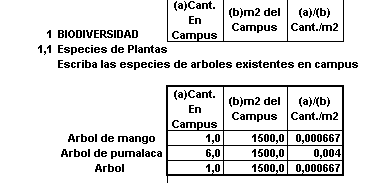 (a)Cant. En Campus (b)m2 del Campus (a)/(b) Cant./m2
1 BIODIVERSIDAD
1,1 Especies de Plantas
Escriba las especies de arboles existentes en campus
(a)Cant. En Campus (b)m2 del Campus (a)/(b) Cant./m2
Arbol de mango 1,0 1500,0 0,000667
Arbol de pumalaca 6,0 1500,0 0,004
Arbol 1,0 1500,0 0,000667